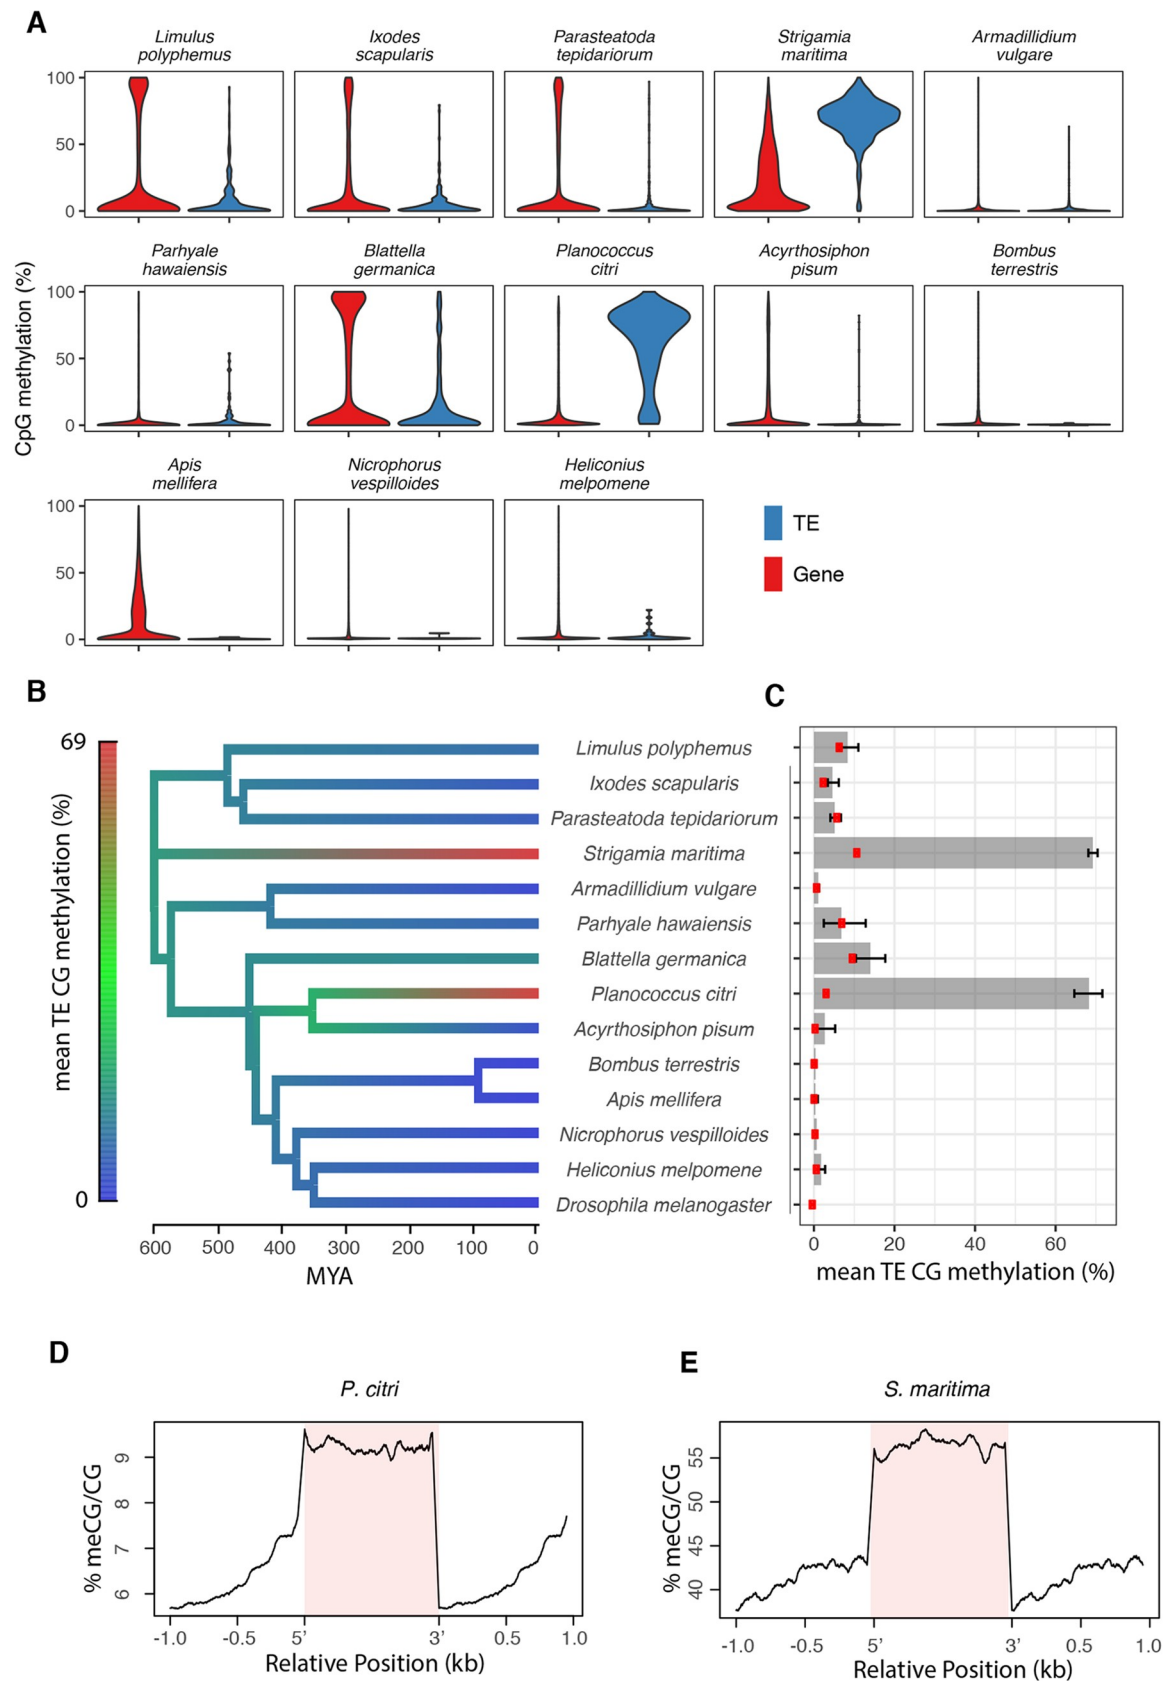 A
Limulus polyphemus
Ixodes scapularis
Parasteatoda tepidariorum
Strigamia maritima
Armadillidium vulgare
100
50
0
Parhyale hawaiensis
Blattella germanica
Planococcus citri
Acyrthosiphon pisum
Bombus terrestris
CpG methylation (%)
100
50
0
Apis mellifera
Nicrophorus vespilloides
Heliconius melpomene
100
50
0
TE
Gene
B
C
69
mean TE CG methylation (%)
0
Limulus polyphemus
Ixodes scapularis
Parasteatoda tepidariorum
Strigamia maritima
Armadillidium vulgare
Parhyale hawaiensis
Blattella germanica
Planococcus citri
Acyrthosiphon pisum
Bombus terrestris
Apis mellifera
Nicrophorus vespilloides
Heliconius melpomene
Drosophila melanogaster
600 500 400 300 200 100 0
MYA
0 20 40 60
mean TE CG methylation (%)
D
P. citri
% meCG/CG
9
8
7
6
-1.0 -0.5 5' 3' 0.5 1.0
Relative Position (kb)
E
S. maritima
% meCG/CG
55
50
45
40
-1.0 -0.5 5' 3' 0.5 1.0
Relative Position (kb)